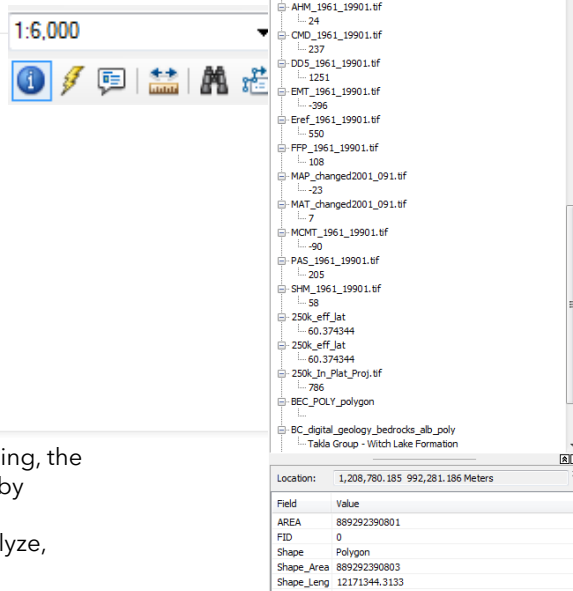 1:6,000
AHM_1961_19901.tif
24
CMD_1961_19901.tif
237
DD5_1961_19901.tif
1251
EMT_1961_19901.tif
-396
Eref_1961_19901.tif
550
FFP_1961_19901.tif
108
MAP_changed2001_091.tif
-23
MAT_changed2001_091.tif
7
MCMT_1961_19901.tif
-90
PAS_1961_19901.tif
205
SHM_1961_19901.tif
58
250k_eff_lat
60.374344
250k_eff_lat
60.374344
250k_In_Plat_Proj.tif
786
BEC_POLY_polygon
BC_digital_geology_bedrocks_alb_poly
Takla Group - Witch Lake Formation
Location: 1,208,780.185 992,281.186 Meters
Field Value
AREA 889292390801
FID 0
Shape Polygon
Shape_Area 889292390803
Shape_Leng 12171344.3133
ing, the
by
lyze,